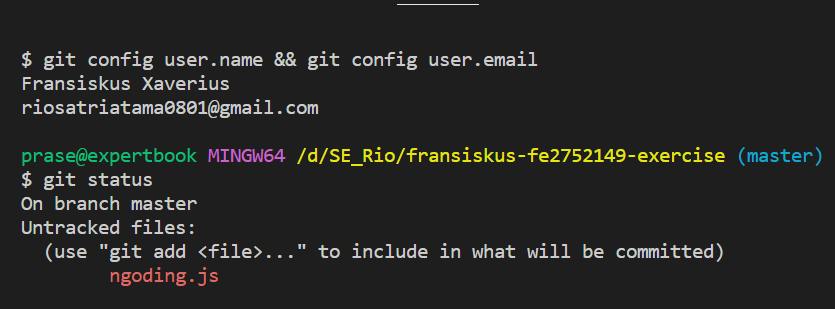 $ git config user.name && git config user.email
Fransiskus Xaverius
riosatriatama0801@gmail.com
prase@expertbook MINGW64 /d/SE_Rio/fransiskus-fe2752149-exercise (master)
$ git status
On branch master
Untracked files:
  (use "git add <file>..." to include in what will be committed)
        ngoding.js